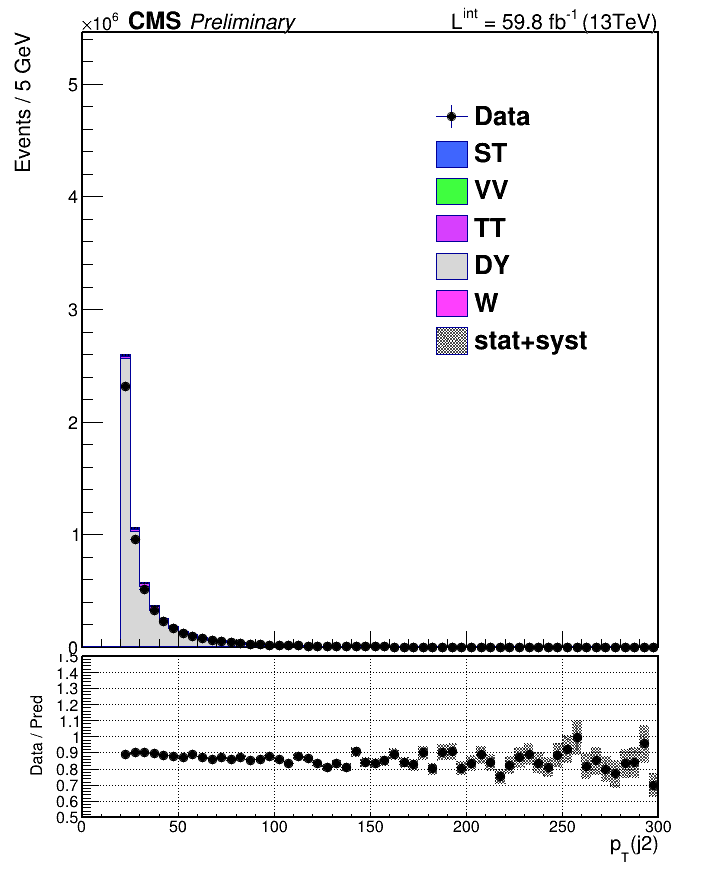 ×10⁶ CMS Preliminary L^int = 59.8 fb⁻¹ (13TeV)
Events / 5 GeV
5
4
3
2
1
0
Data
ST
VV
TT
DY
W
stat+syst
Data / Pred
1.5
1.4
1.3
1.2
1.1
1
0.9
0.8
0.7
0.6
0.5
0 50 100 150 200 250 300
p_T(j2)